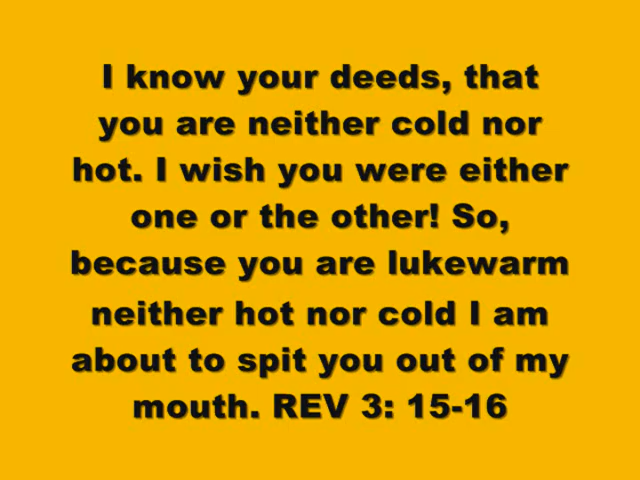 I know your deeds, that
you are neither cold nor
hot. I wish you were either
one or the other! So,
because you are lukewarm
neither hot nor cold I am
about to spit you out of my
mouth. REV 3: 15-16